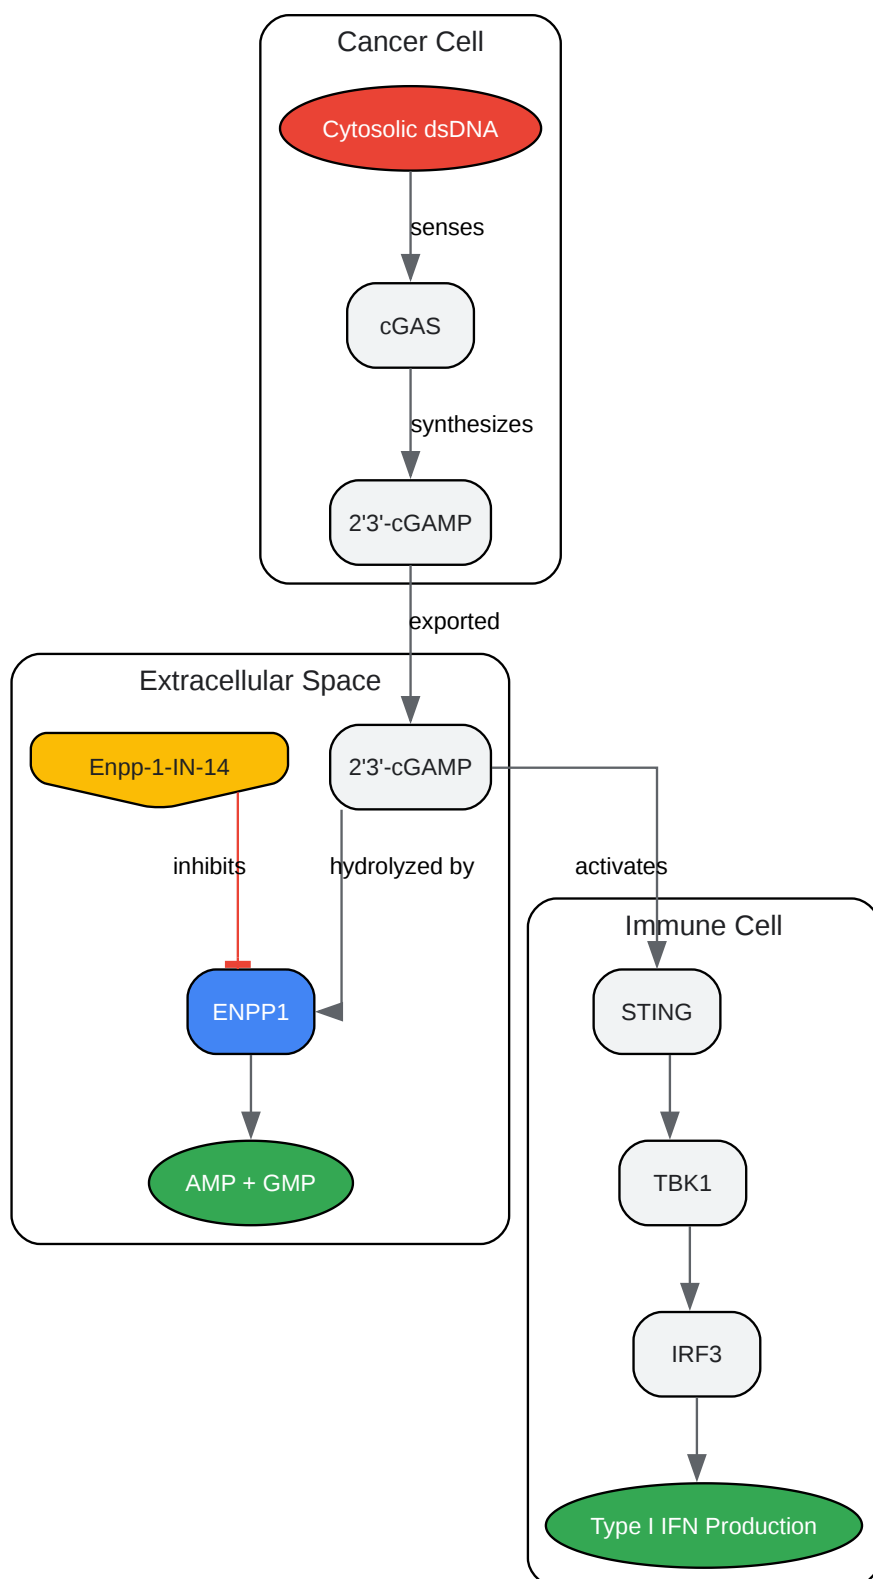 Cancer Cell
Cytosolic dsDNA
senses
cGAS
synthesizes
2'3'-cGAMP
exported
Extracellular Space
Enpp-1-IN-14
2'3'-cGAMP
inhibits
hydrolyzed by
activates
Immune Cell
ENPP1
STING
AMP + GMP
TBK1
IRF3
Type I IFN Production